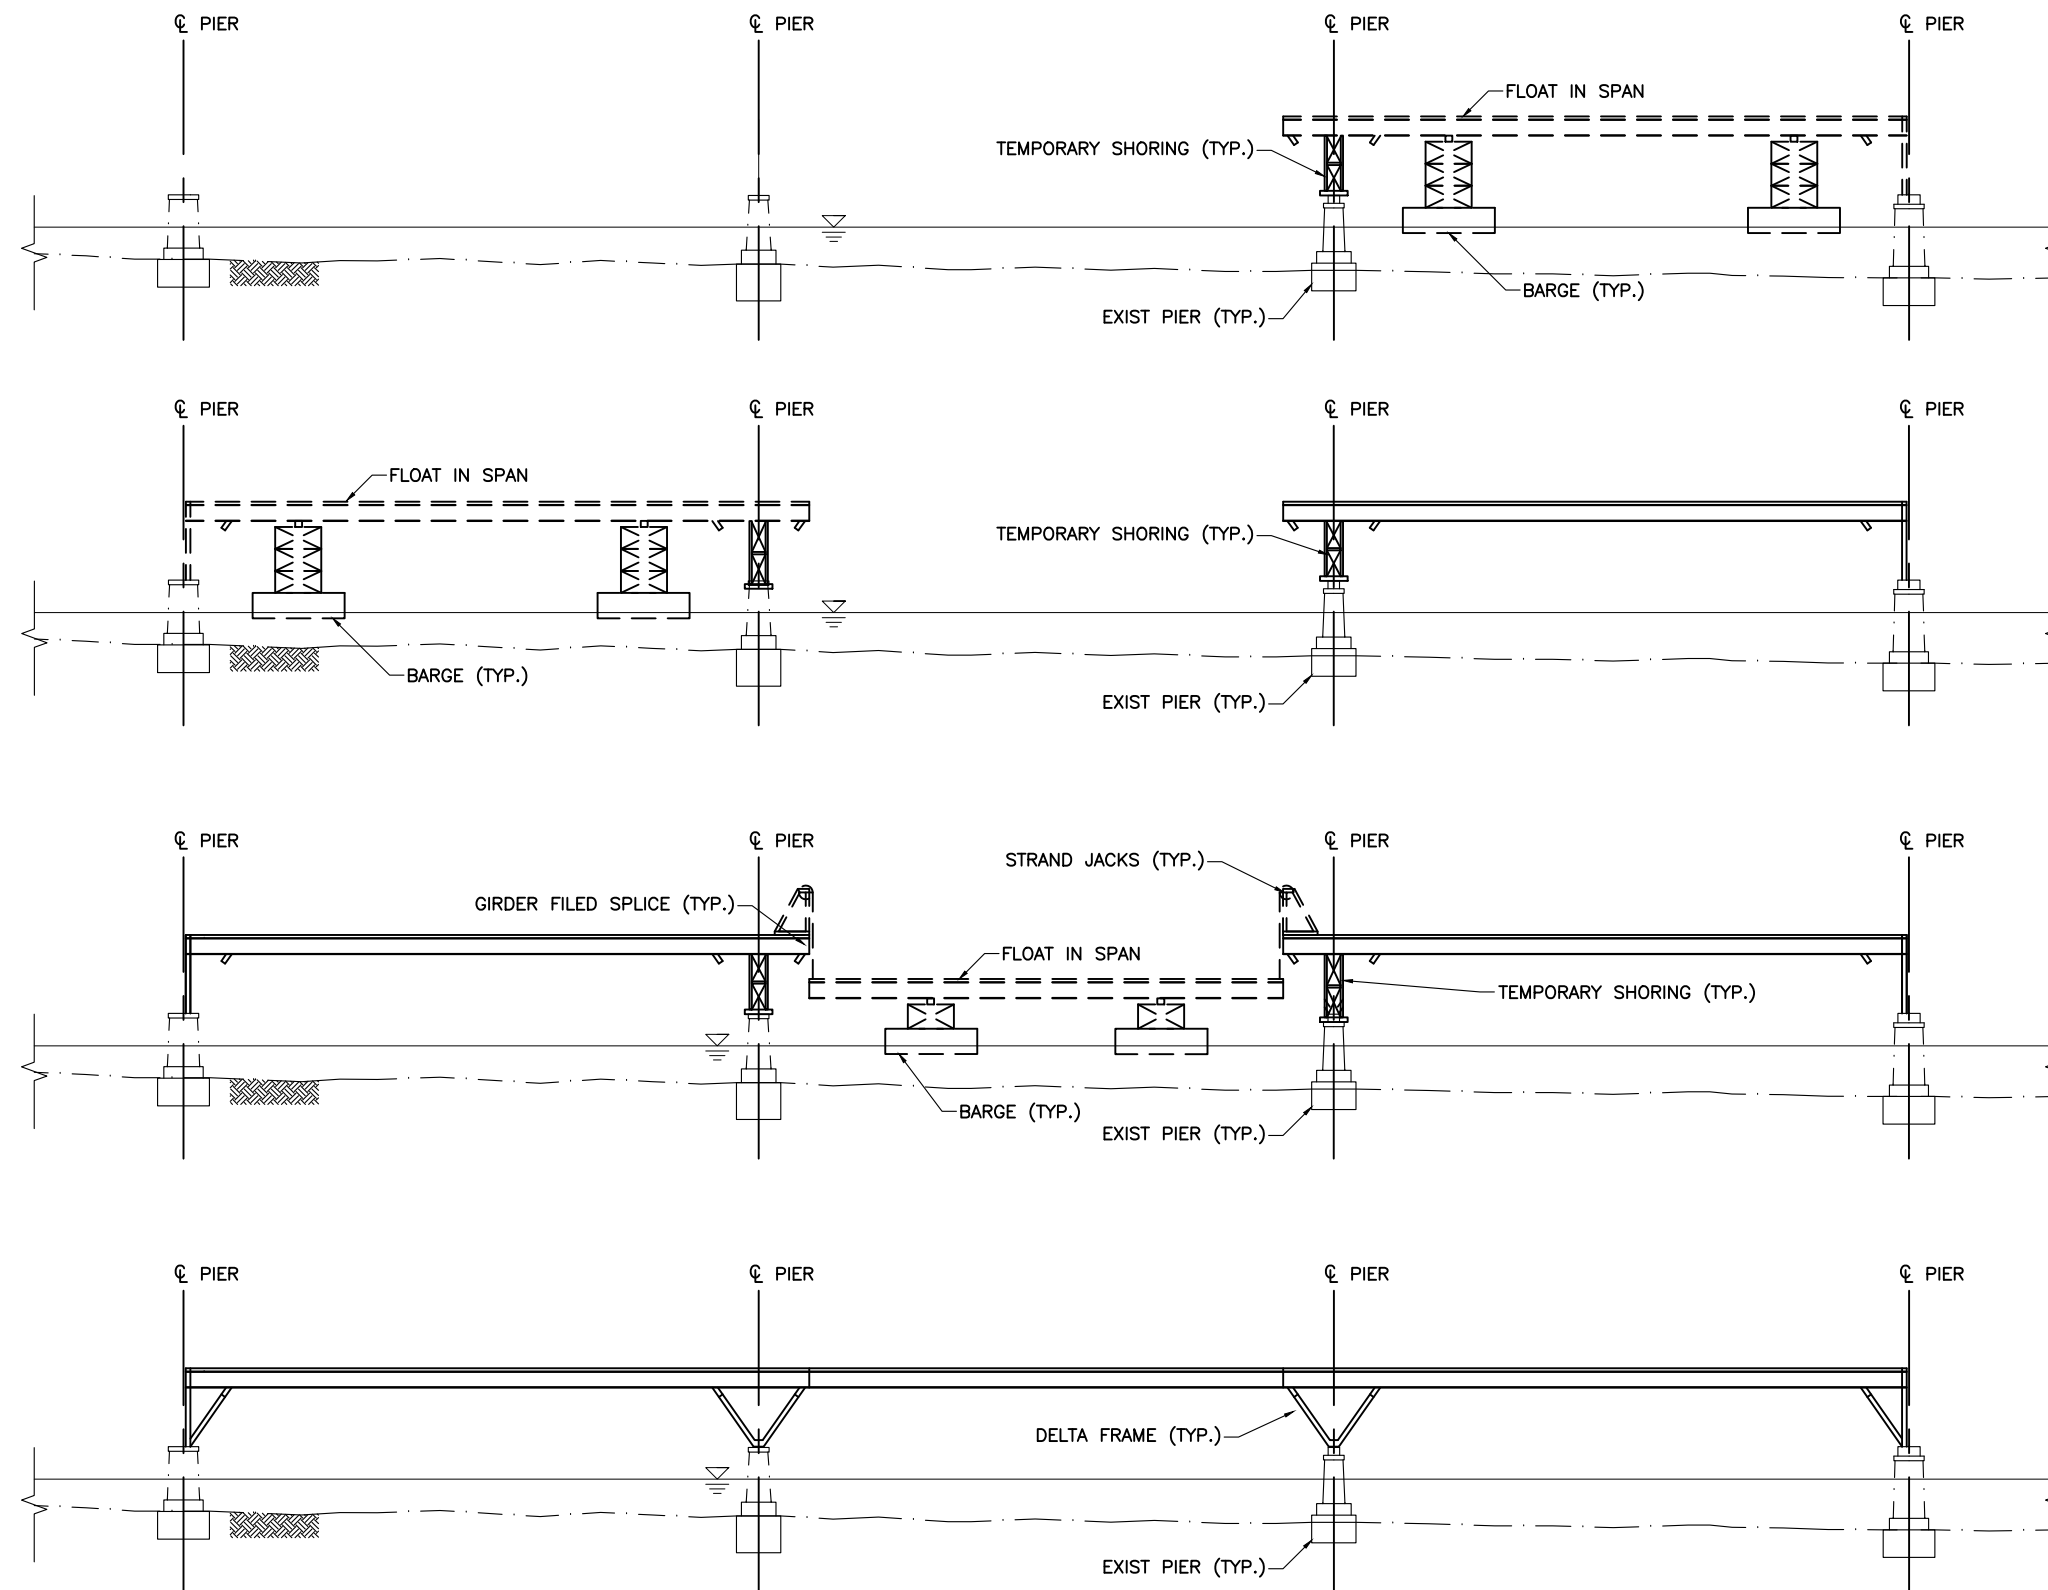 ℄ PIER
℄ PIER
℄ PIER
℄ PIER
FLOAT IN SPAN
TEMPORARY SHORING (TYP.)
BARGE (TYP.)
EXIST PIER (TYP.)
℄ PIER
℄ PIER
℄ PIER
℄ PIER
FLOAT IN SPAN
TEMPORARY SHORING (TYP.)
BARGE (TYP.)
EXIST PIER (TYP.)
℄ PIER
℄ PIER
℄ PIER
℄ PIER
STRAND JACKS (TYP.)
GIRDER FILED SPLICE (TYP.)
FLOAT IN SPAN
TEMPORARY SHORING (TYP.)
BARGE (TYP.)
EXIST PIER (TYP.)
℄ PIER
℄ PIER
℄ PIER
℄ PIER
DELTA FRAME (TYP.)
EXIST PIER (TYP.)